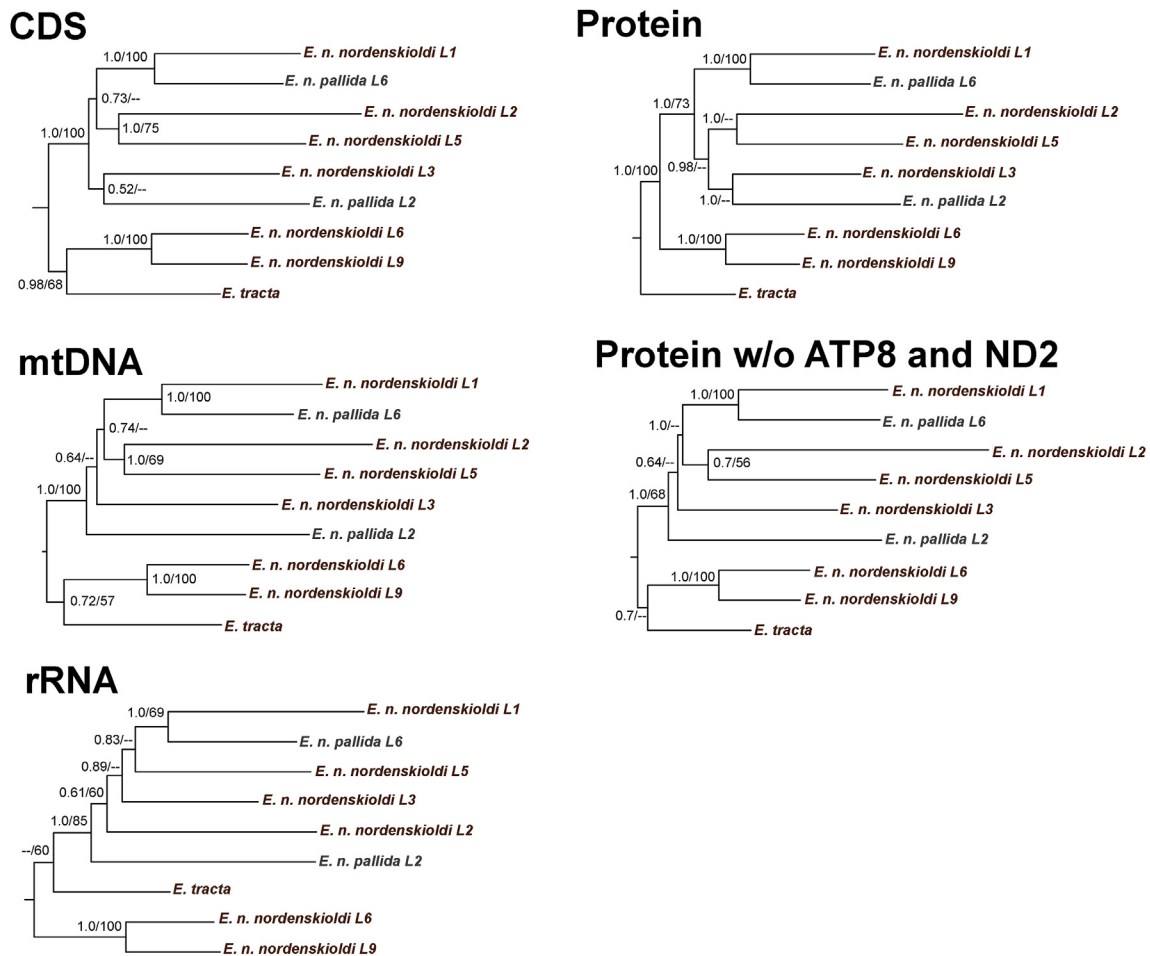 CDS
1.0/100
E. n. nordenskioldi L1
E. n. pallida L6
0.73/--
E. n. nordenskioldi L2
1.0/100
1.0/75
E. n. nordenskioldi L5
E. n. nordenskioldi L3
0.52/--
E. n. pallida L2
1.0/100
E. n. nordenskioldi L6
E. n. nordenskioldi L9
0.98/68
E. tracta
Protein
1.0/100
E. n. nordenskioldi L1
E. n. pallida L6
1.0/73
1.0/--
E. n. nordenskioldi L2
E. n. nordenskioldi L5
1.0/100
0.98/--
E. n. nordenskioldi L3
1.0/--
E. n. pallida L2
1.0/100
E. n. nordenskioldi L6
E. n. nordenskioldi L9
E. tracta
mtDNA
E. n. nordenskioldi L1
1.0/100
E. n. pallida L6
0.74/--
E. n. nordenskioldi L2
0.64/--
1.0/69
E. n. nordenskioldi L5
1.0/100
E. n. nordenskioldi L3
E. n. pallida L2
E. n. nordenskioldi L6
1.0/100
E. n. nordenskioldi L9
0.72/57
E. tracta
Protein w/o ATP8 and ND2
1.0/100
E. n. nordenskioldi L1
E. n. pallida L6
1.0/--
E. n. nordenskioldi L2
0.64/--
0.7/56
E. n. nordenskioldi L5
1.0/68
E. n. nordenskioldi L3
E. n. pallida L2
1.0/100
E. n. nordenskioldi L6
E. n. nordenskioldi L9
0.7/--
E. tracta
rRNA
1.0/69
E. n. nordenskioldi L1
0.83/--
E. n. pallida L6
0.89/--
E. n. nordenskioldi L5
0.61/60
E. n. nordenskioldi L3
1.0/85
E. n. nordenskioldi L2
--/60
E. n. pallida L2
E. tracta
1.0/100
E. n. nordenskioldi L6
E. n. nordenskioldi L9